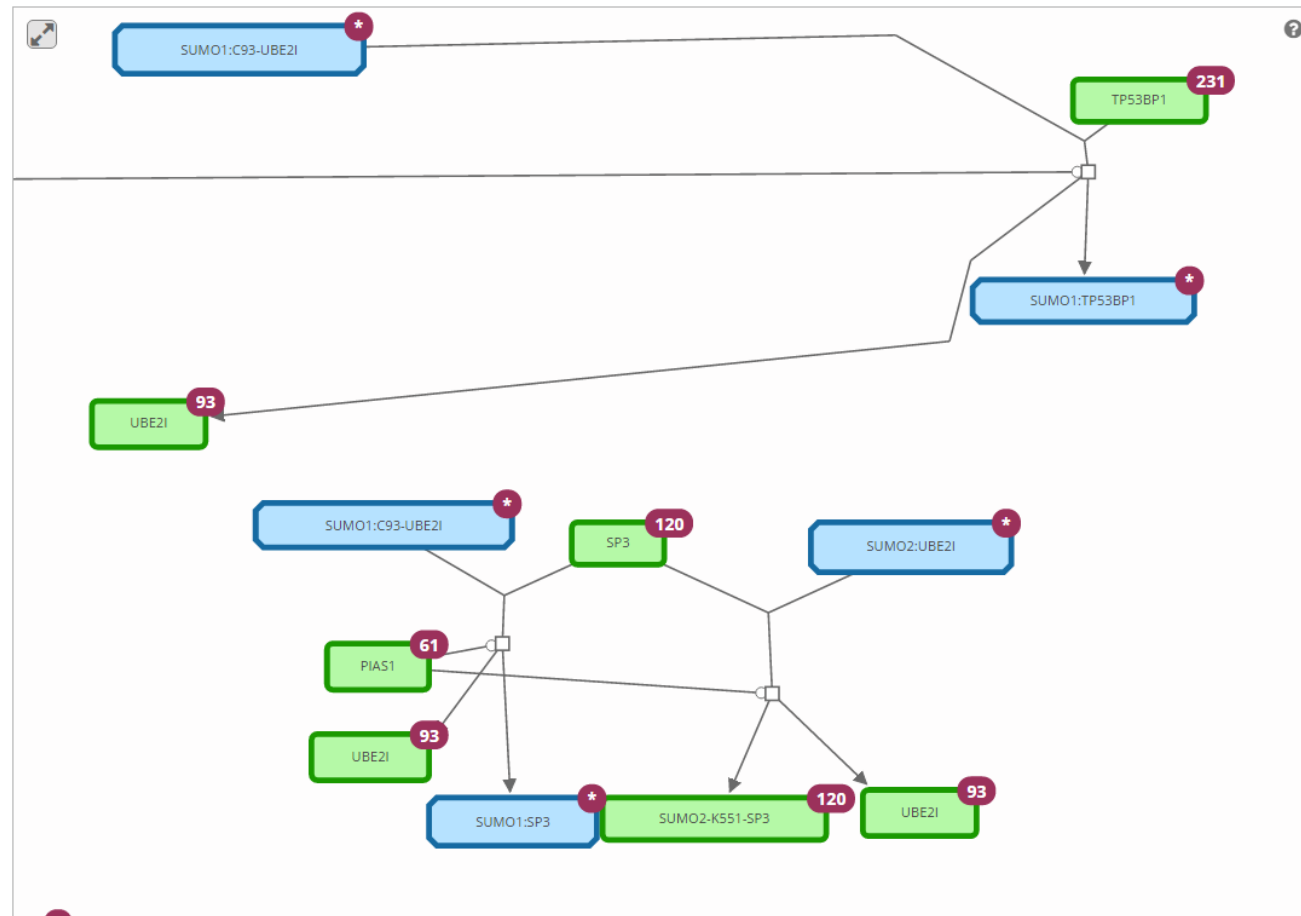 *
SUMO1:C93-UBE2I
?
231
TP53BP1
*
SUMO1:TP53BP1
93
UBE2I
*
SUMO1:C93-UBE2I
120
SP3
*
SUMO2:UBE2I
61
PIAS1
93
UBE2I
*
SUMO1:SP3
120
SUMO2-K551-SP3
93
UBE2I